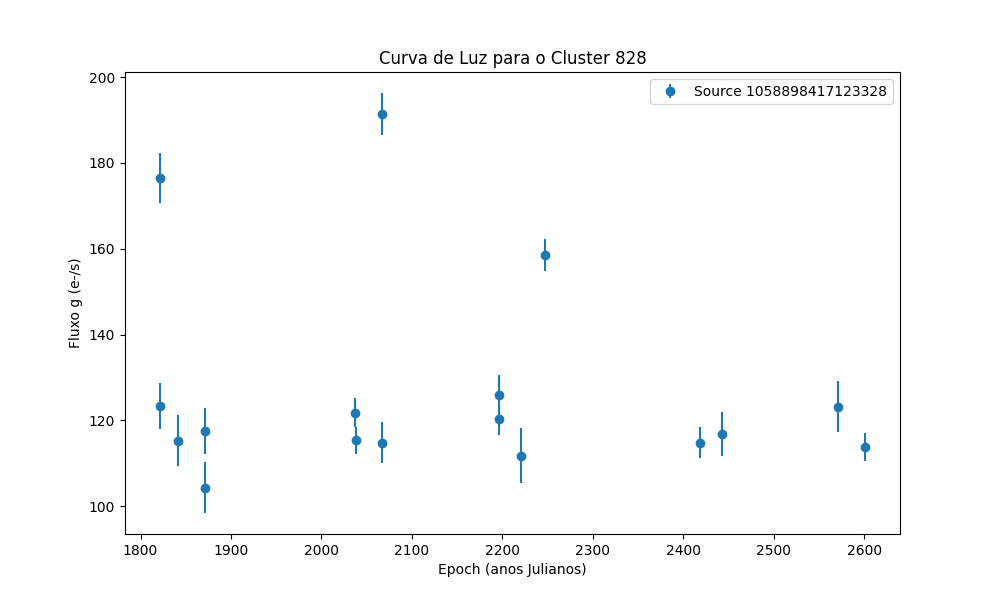 Curva de Luz para o Cluster 828
Source 1058898417123328
Fluxo g (e-/s)
200
180
160
140
120
100
1800 1900 2000 2100 2200 2300 2400 2500 2600
Epoch (anos Julianos)